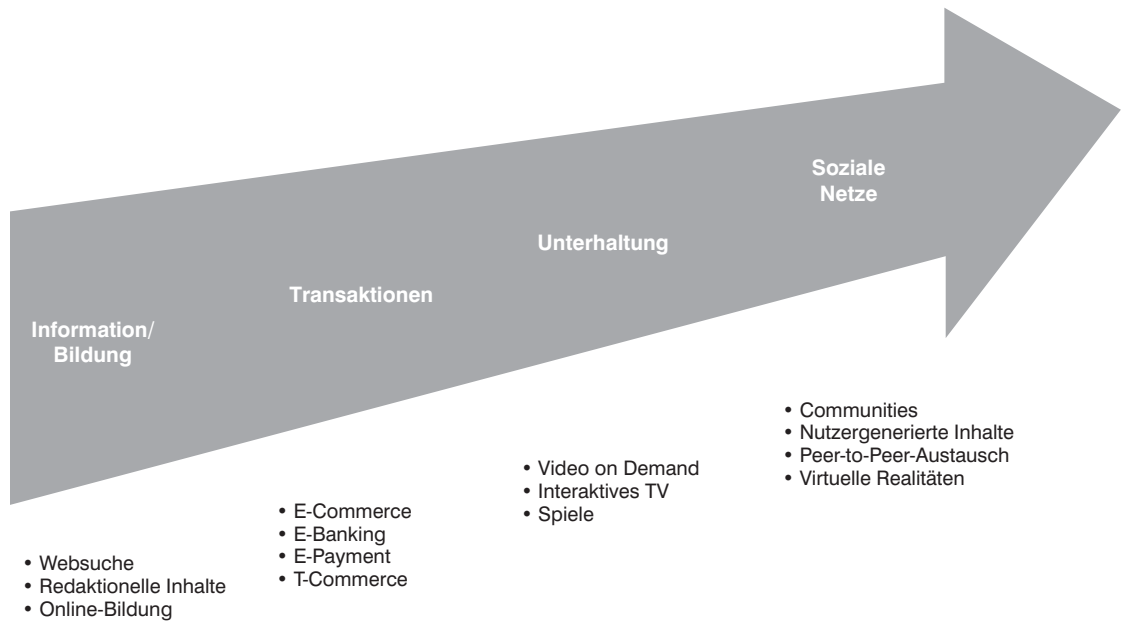 Information/
Bildung
Transaktionen
Unterhaltung
Soziale
Netze
• Websuche
• Redaktionelle Inhalte
• Online-Bildung
• E-Commerce
• E-Banking
• E-Payment
• T-Commerce
• Video on Demand
• Interaktives TV
• Spiele
• Communities
• Nutzergenerierte Inhalte
• Peer-to-Peer-Austausch
• Virtuelle Realitäten